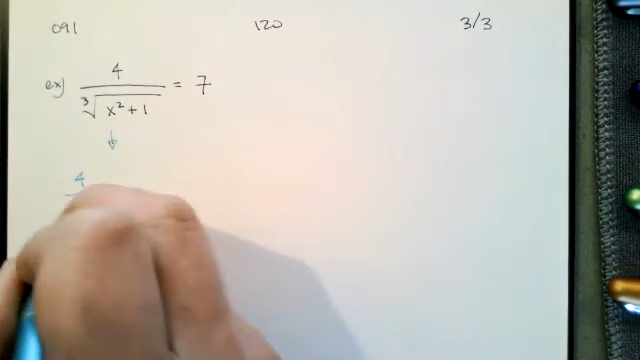 091 120 3/3
ex) 4/∛(x² + 1) = 7
↓
4